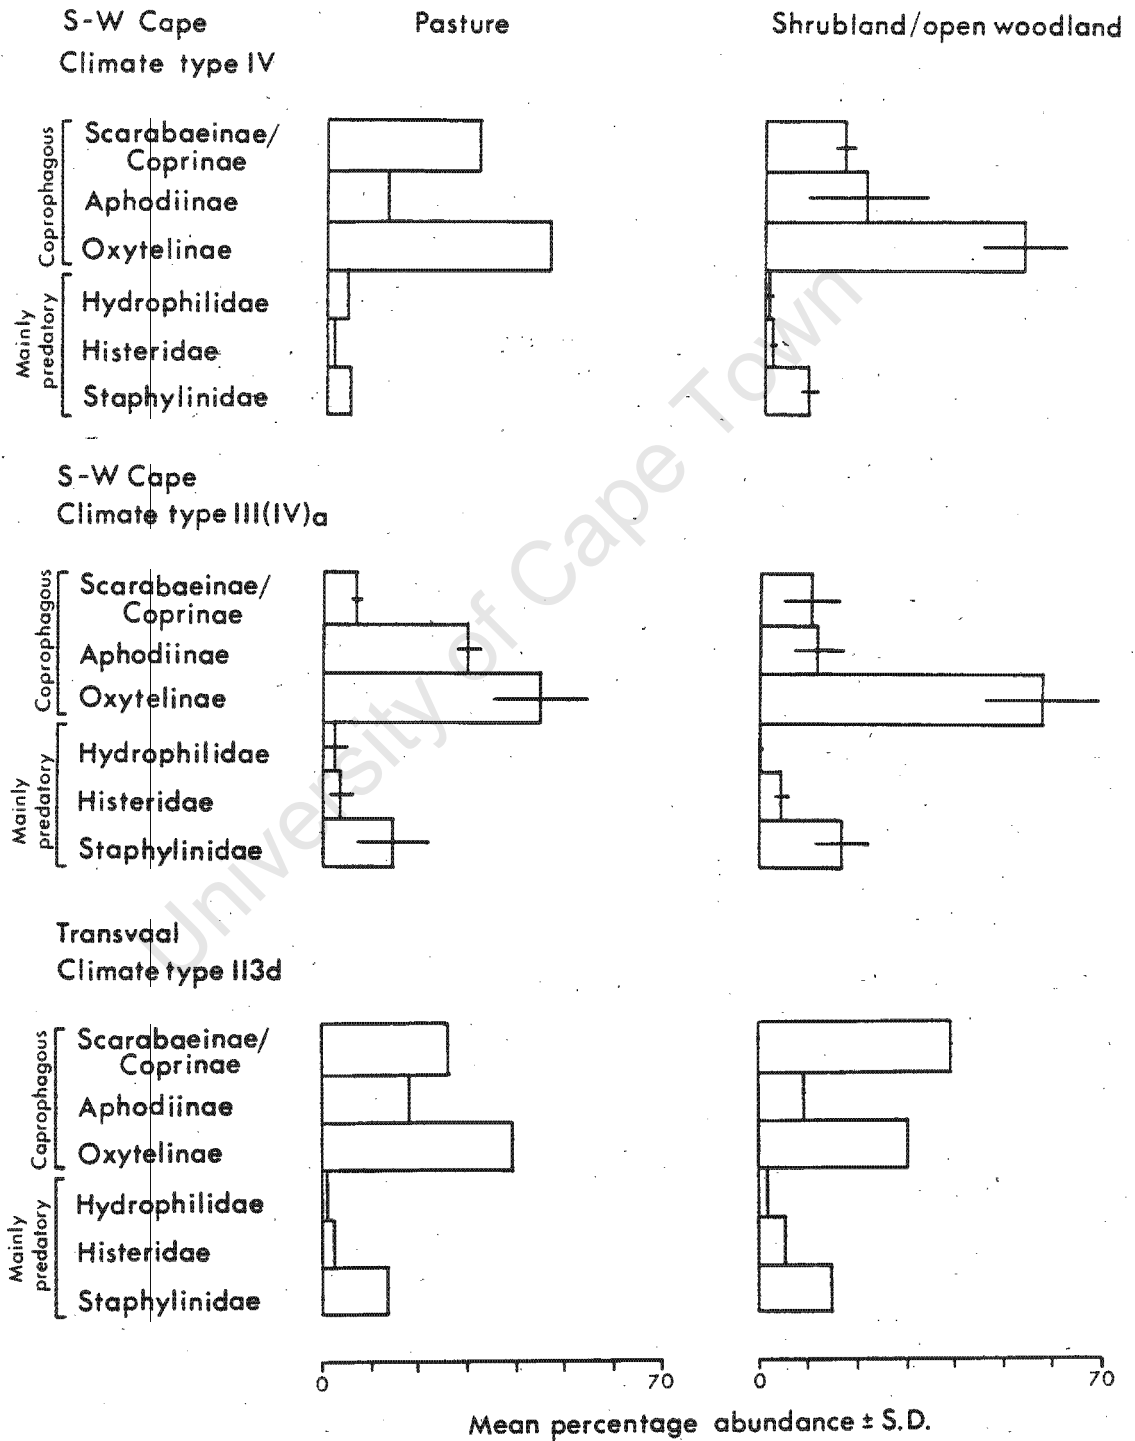 S-W Cape
Climate type IV
Pasture
Shrubland/open woodland
Coprophagous
Scarabaeinae/
Coprinae
Aphodiinae
Oxytelinae
Mainly
predatory
Hydrophilidae
Histeridae
Staphylinidae
S-W Cape
Climate type III(IV)a
Coprophagous
Scarabaeinae/
Coprinae
Aphodiinae
Oxytelinae
Mainly
predatory
Hydrophilidae
Histeridae
Staphylinidae
Transvaal
Climate type II3d
Caprophagous
Scarabaeinae/
Coprinae
Aphodiinae
Oxytelinae
Mainly
predatory
Hydrophilidae
Histeridae
Staphylinidae
0 70
0 70
Mean percentage abundance ± S.D.
University of Cape Town